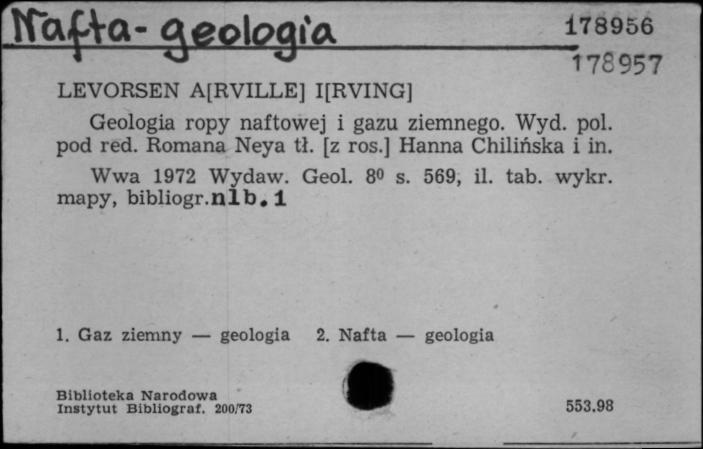 Nafta- geologia 178956
178957
LEVORSEN A[RVILLE] I[RVING]
Geologia ropy naftowej i gazu ziemnego. Wyd. pol.
pod red. Romana Neya tł. [z ros.] Hanna Chilińska i in.
Wwa 1972 Wydaw. Geol. 8⁰ s. 569, il. tab. wykr.
mapy, bibliogr.nlb.1
1. Gaz ziemny — geologia 2. Nafta — geologia
Biblioteka Narodowa
Instytut Bibliograf. 200/73 553.98